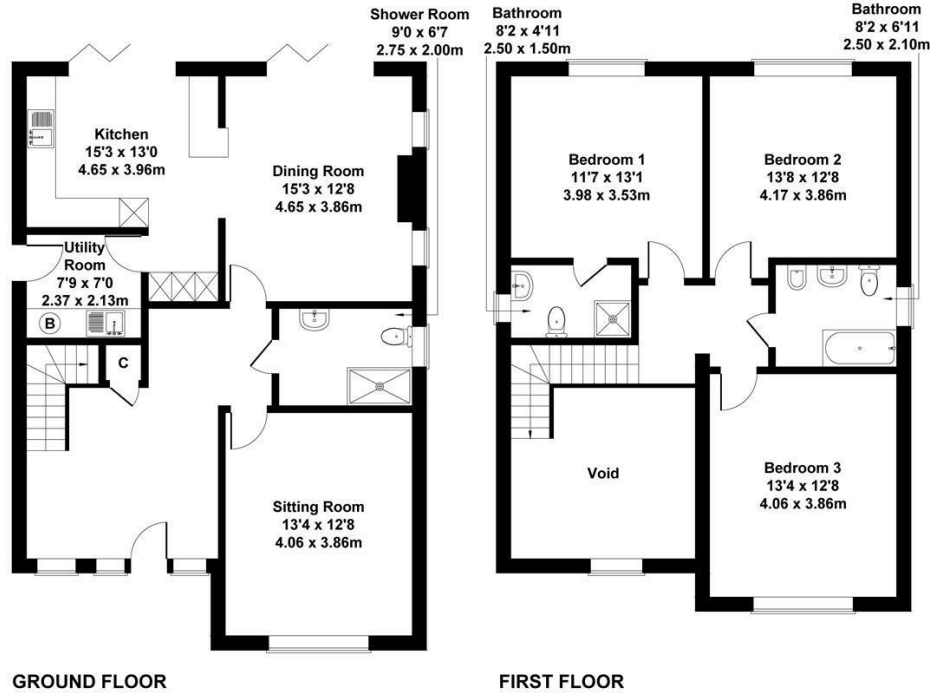 Shower Room
9'0 x 6'7
2.75 x 2.00m
Bathroom
8'2 x 4'11
2.50 x 1.50m
Bathroom
8'2 x 6'11
2.50 x 2.10m
Kitchen
15'3 x 13'0
4.65 x 3.96m
Dining Room
15'3 x 12'8
4.65 x 3.86m
Utility
Room
7'9 x 7'0
2.37 x 2.13m
B
C
Sitting Room
13'4 x 12'8
4.06 x 3.86m
Bedroom 1
11'7 x 13'1
3.98 x 3.53m
Bedroom 2
13'8 x 12'8
4.17 x 3.86m
Void
Bedroom 3
13'4 x 12'8
4.06 x 3.86m
GROUND FLOOR
FIRST FLOOR